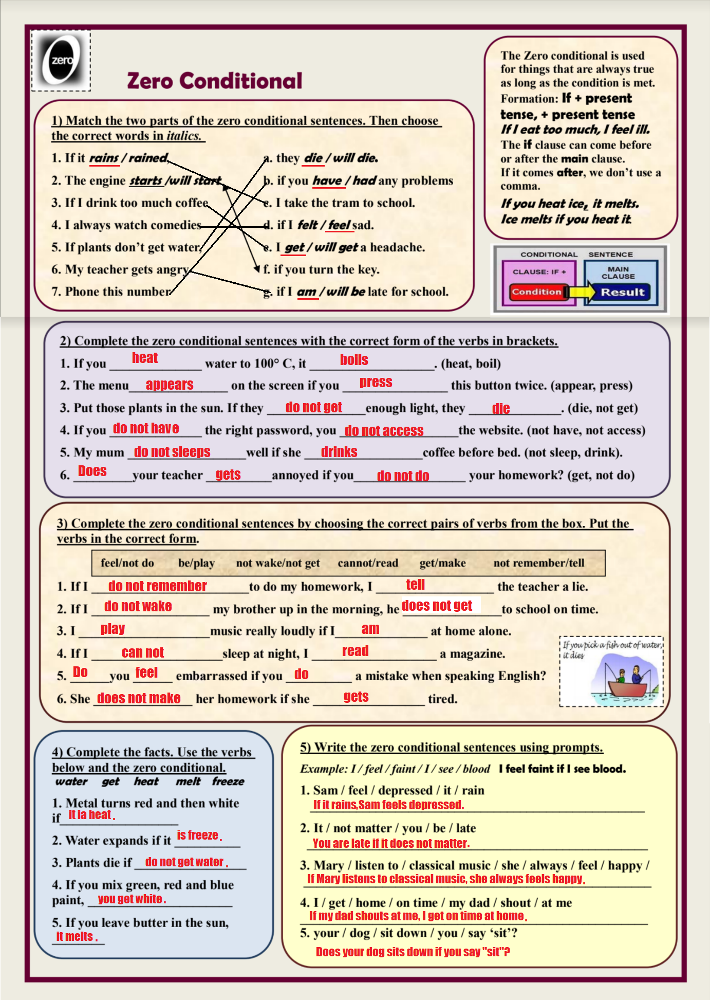 zero
Zero Conditional
The Zero conditional is used
for things that are always true
as long as the condition is met.
Formation: If + present
tense, + present tense
If I eat too much, I feel ill.
The if clause can come before
or after the main clause.
If it comes after, we don't use a
comma.
If you heat ice, it melts.
Ice melts if you heat it.
CONDITIONAL SENTENCE
CLAUSE: IF +
MAIN
CLAUSE
Condition
Result
1) Match the two parts of the zero conditional sentences. Then choose
the correct words in italics.
1. If it rains / rained, a. they die / will die.
2. The engine starts /will start b. if you have / had any problems
3. If I drink too much coffee c. I take the tram to school.
4. I always watch comedies d. if I felt / feel sad.
5. If plants don't get water, e. I get / will get a headache.
6. My teacher gets angry f. if you turn the key.
7. Phone this number g. if I am / will be late for school.
2) Complete the zero conditional sentences with the correct form of the verbs in brackets.
1. If you heat water to 100° C, it boils. (heat, boil)
2. The menu appears on the screen if you press this button twice. (appear, press)
3. Put those plants in the sun. If they do not get enough light, they die. (die, not get)
4. If you do not have the right password, you do not access the website. (not have, not access)
5. My mum do not sleeps well if she drinks coffee before bed. (not sleep, drink).
6. Does your teacher gets annoyed if you do not do your homework? (get, not do)
3) Complete the zero conditional sentences by choosing the correct pairs of verbs from the box. Put the
verbs in the correct form.
feel/not do be/play not wake/not get cannot/read get/make not remember/tell
1. If I do not remember to do my homework, I tell the teacher a lie.
2. If I do not wake my brother up in the morning, he does not get to school on time.
3. I play music really loudly if I am at home alone.
4. If I can not sleep at night, I read a magazine.
5. Do you feel embarrassed if you do a mistake when speaking English?
6. She does not make her homework if she gets tired.
If you pick a fish out of water,
it dies
4) Complete the facts. Use the verbs
below and the zero conditional.
water get heat melt freeze
1. Metal turns red and then white
if it ia heat .
2. Water expands if it is freeze .
3. Plants die if do not get water .
4. If you mix green, red and blue
paint, you get white .
5. If you leave butter in the sun,
it melts .
5) Write the zero conditional sentences using prompts.
Example: I / feel / faint / I / see / blood I feel faint if I see blood.
1. Sam / feel / depressed / it / rain
If it rains,Sam feels depressed.
2. It / not matter / you / be / late
You are late if it does not matter.
3. Mary / listen to / classical music / she / always / feel / happy /
If Mary listens to classical music, she always feels happy.
4. I / get / home / on time / my dad / shout / at me
If my dad shouts at me, I get on time at home.
5. your / dog / sit down / you / say ‘sit’?
Does your dog sits down if you say "sit"?